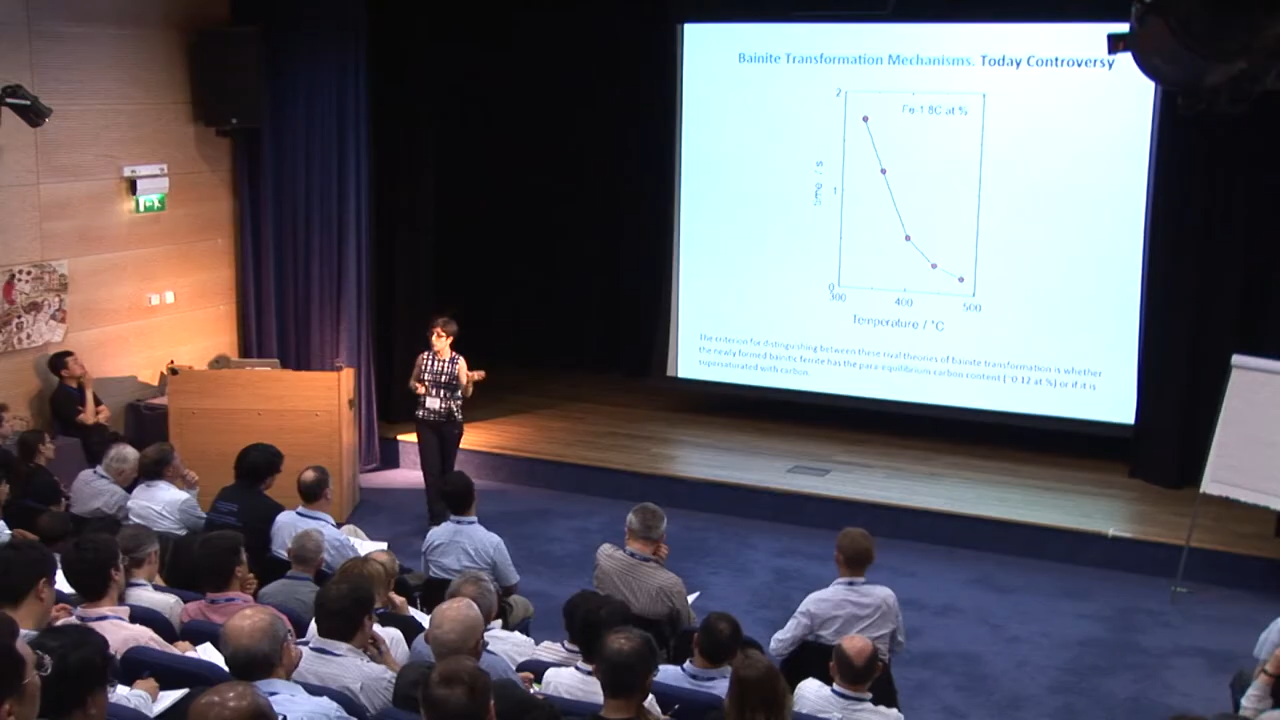 Bainite Transformation Mechanisms. Today Controversy
2
Fe-1.8C at.%
time / s
1
0
300
400
500
Temperature / °C
The criterion for distinguishing between these rival theories of bainite transformation is whether
the newly formed bainitic ferrite has the para-equilibrium carbon content (~0.12 at %) or if it is
supersaturated with carbon.